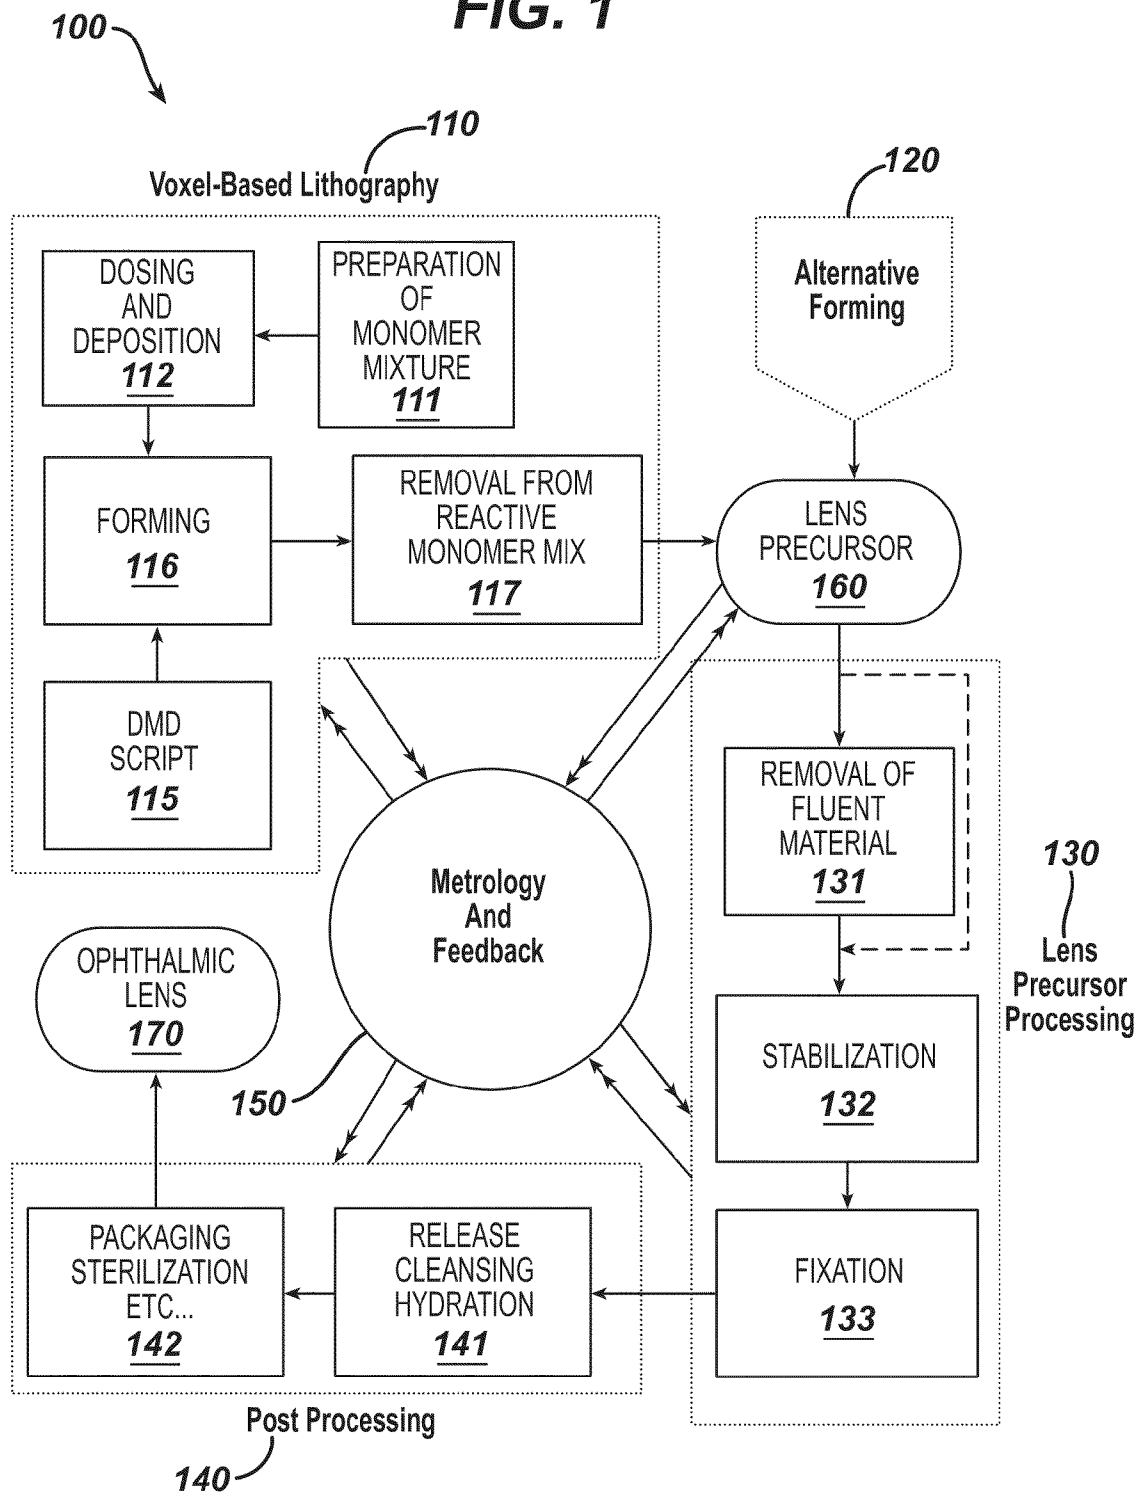 FIG. 1
100
110
Voxel-Based Lithography
120
DOSING
AND
DEPOSITION
112
PREPARATION
OF
MONOMER
MIXTURE
111
Alternative
Forming
FORMING
116
REMOVAL FROM
REACTIVE
MONOMER MIX
117
LENS
PRECURSOR
160
DMD
SCRIPT
115
REMOVAL OF
FLUENT
MATERIAL
131
130
Lens
Precursor
Processing
Metrology
And
Feedback
150
OPHTHALMIC
LENS
170
STABILIZATION
132
PACKAGING
STERILIZATION
ETC...
142
RELEASE
CLEANSING
HYDRATION
141
FIXATION
133
Post Processing
140